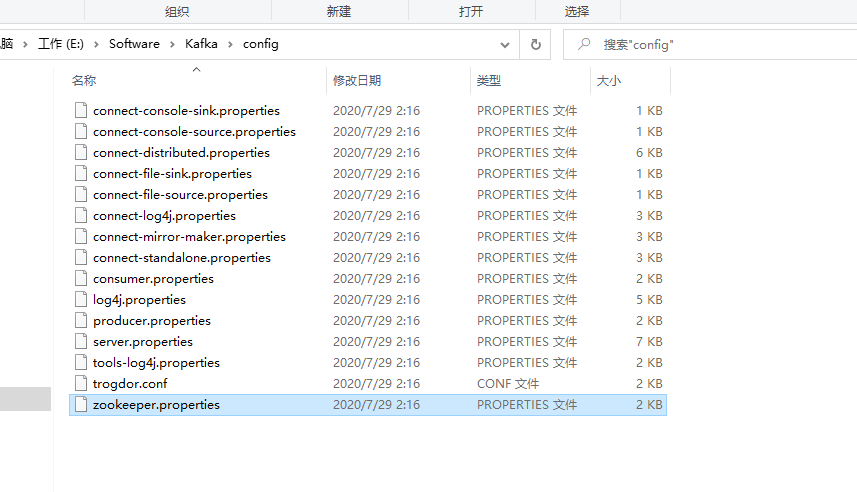 组织 新建 打开 选择
脑 > 工作 (E:) > Software > Kafka > config 搜索"config"
名称 修改日期 类型 大小
connect-console-sink.properties 2020/7/29 2:16 PROPERTIES 文件 1 KB
connect-console-source.properties 2020/7/29 2:16 PROPERTIES 文件 1 KB
connect-distributed.properties 2020/7/29 2:16 PROPERTIES 文件 6 KB
connect-file-sink.properties 2020/7/29 2:16 PROPERTIES 文件 1 KB
connect-file-source.properties 2020/7/29 2:16 PROPERTIES 文件 1 KB
connect-log4j.properties 2020/7/29 2:16 PROPERTIES 文件 3 KB
connect-mirror-maker.properties 2020/7/29 2:16 PROPERTIES 文件 3 KB
connect-standalone.properties 2020/7/29 2:16 PROPERTIES 文件 3 KB
consumer.properties 2020/7/29 2:16 PROPERTIES 文件 2 KB
log4j.properties 2020/7/29 2:16 PROPERTIES 文件 5 KB
producer.properties 2020/7/29 2:16 PROPERTIES 文件 2 KB
server.properties 2020/7/29 2:16 PROPERTIES 文件 7 KB
tools-log4j.properties 2020/7/29 2:16 PROPERTIES 文件 2 KB
trogdor.conf 2020/7/29 2:16 CONF 文件 2 KB
zookeeper.properties 2020/7/29 2:16 PROPERTIES 文件 2 KB